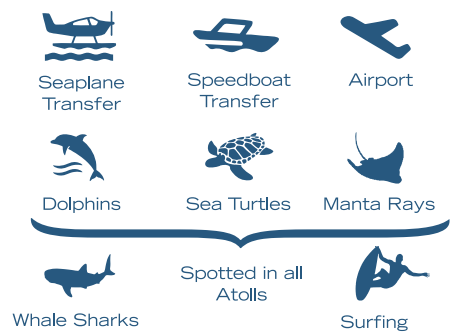 Seaplane
Transfer
Speedboat
Transfer
Airport
Dolphins
Sea Turtles
Manta Rays
Whale Sharks
Spotted in all
Atolls
Surfing